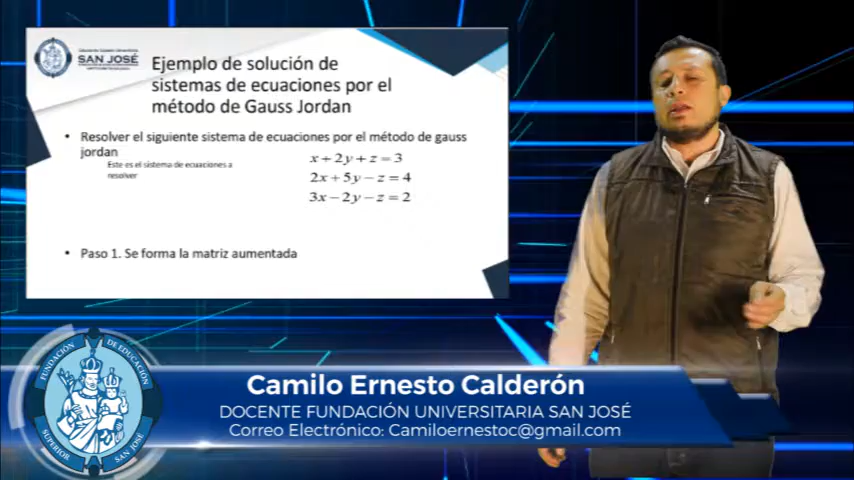 SAN JOSÉ
Ejemplo de solución de
sistemas de ecuaciones por el
método de Gauss Jordan
• Resolver el siguiente sistema de ecuaciones por el método de gauss
jordan
Este es el sistema de ecuaciones a
resolver
x + 2y + z = 3
2x + 5y − z = 4
3x − 2y − z = 2
• Paso 1. Se forma la matriz aumentada
FUNDACIÓN DE EDUCACIÓN
SUPERIOR SAN JOSÉ
Camilo Ernesto Calderón
DOCENTE FUNDACIÓN UNIVERSITARIA SAN JOSÉ
Correo Electrónico: Camiloernestoc@gmail.com